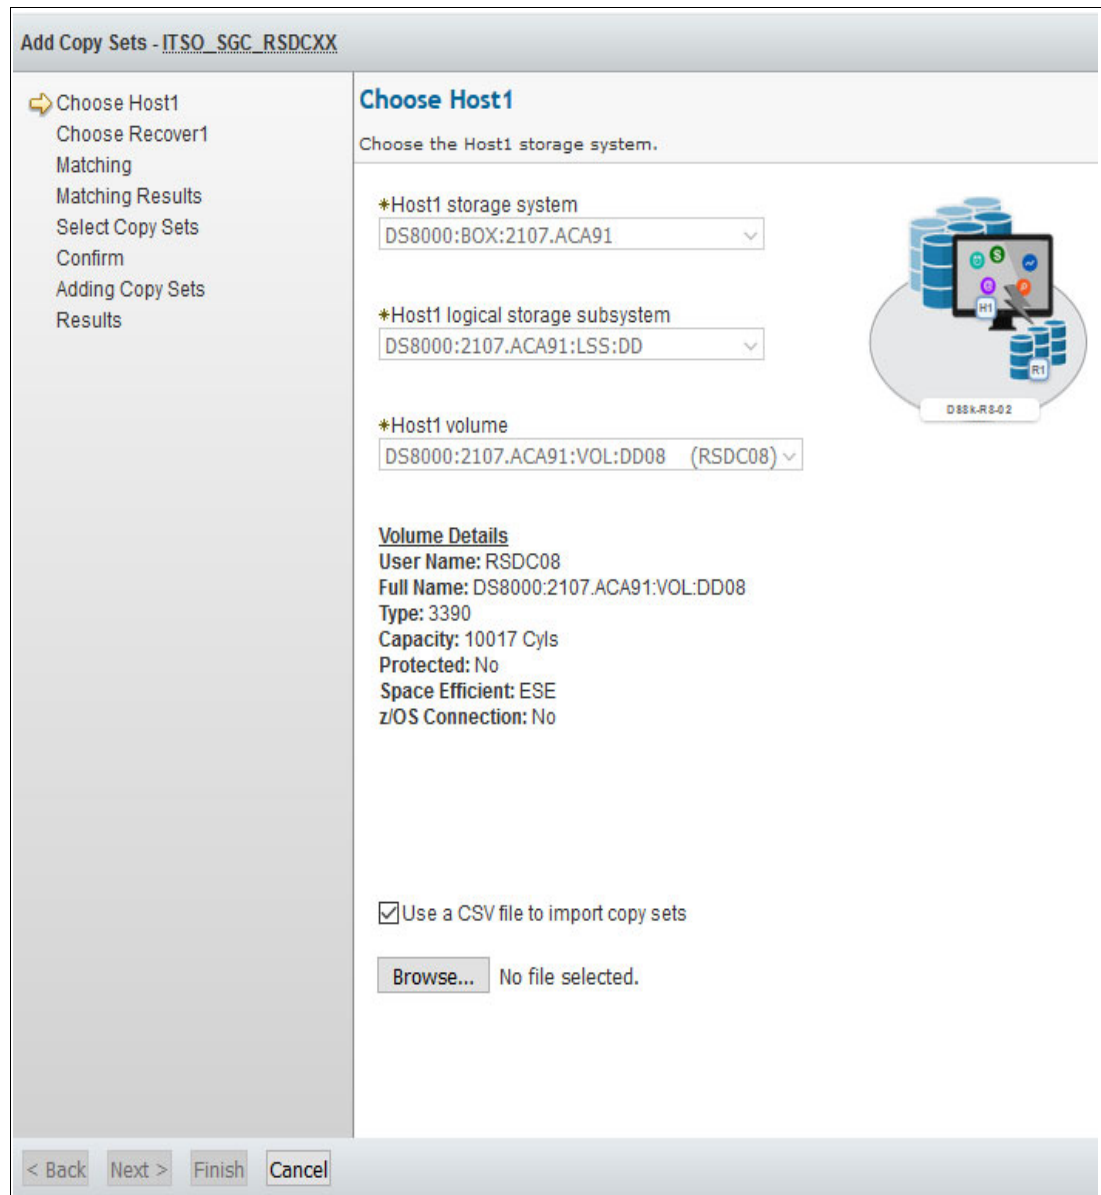 Add Copy Sets - ITSO_SGC_RSDCXX
Choose Host1
Choose Recover1
Matching
Matching Results
Select Copy Sets
Confirm
Adding Copy Sets
Results
Choose Host1
Choose the Host1 storage system.
*Host1 storage system
DS8000:BOX:2107.ACA91
*Host1 logical storage subsystem
DS8000:2107.ACA91:LSS:DD
*Host1 volume
DS8000:2107.ACA91:VOL:DD08 (RSDC08)
S
H1
R1
DS8k-RS-02
Volume Details
User Name: RSDC08
Full Name: DS8000:2107.ACA91:VOL:DD08
Type: 3390
Capacity: 10017 Cyls
Protected: No
Space Efficient: ESE
z/OS Connection: No
Use a CSV file to import copy sets
Browse... No file selected.
< Back Next > Finish Cancel